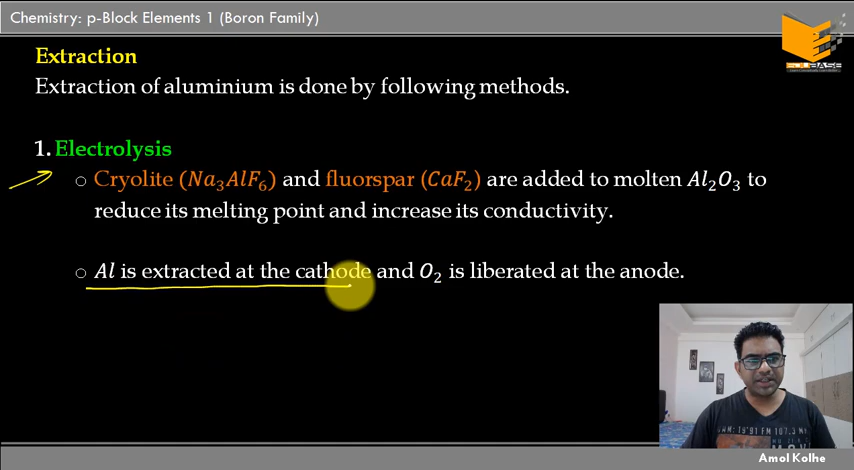 Chemistry: p-Block Elements 1 (Boron Family)
EDUBASE
Extraction
Extraction of aluminium is done by following methods.
1. Electrolysis
○ Cryolite (Na₃AlF₆) and fluorspar (CaF₂) are added to molten Al₂O₃ to
reduce its melting point and increase its conductivity.
○ Al is extracted at the cathode and O₂ is liberated at the anode.
Amol Kolhe